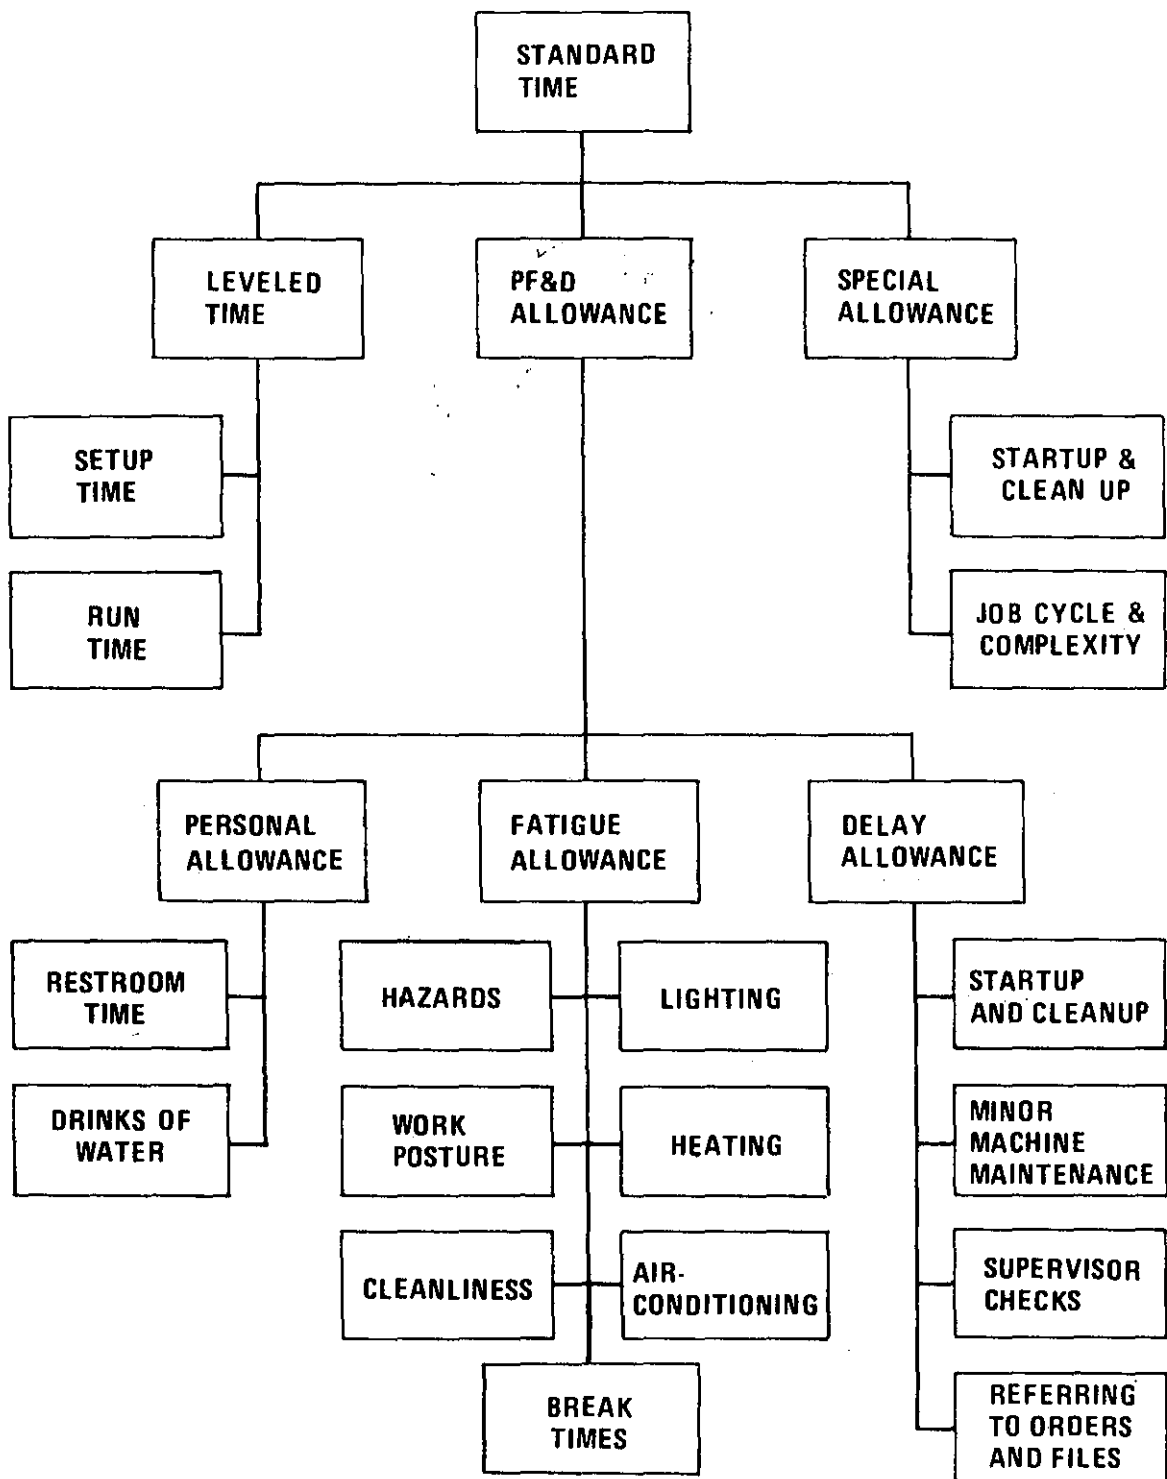 STANDARD
TIME
LEVELED
TIME
PF&D
ALLOWANCE
SPECIAL
ALLOWANCE
SETUP
TIME
STARTUP &
CLEAN UP
RUN
TIME
JOB CYCLE &
COMPLEXITY
PERSONAL
ALLOWANCE
FATIGUE
ALLOWANCE
DELAY
ALLOWANCE
RESTROOM
TIME
HAZARDS
LIGHTING
STARTUP
AND CLEANUP
DRINKS OF
WATER
WORK
POSTURE
HEATING
MINOR
MACHINE
MAINTENANCE
CLEANLINESS
AIR-
CONDITIONING
SUPERVISOR
CHECKS
BREAK
TIMES
REFERRING
TO ORDERS
AND FILES